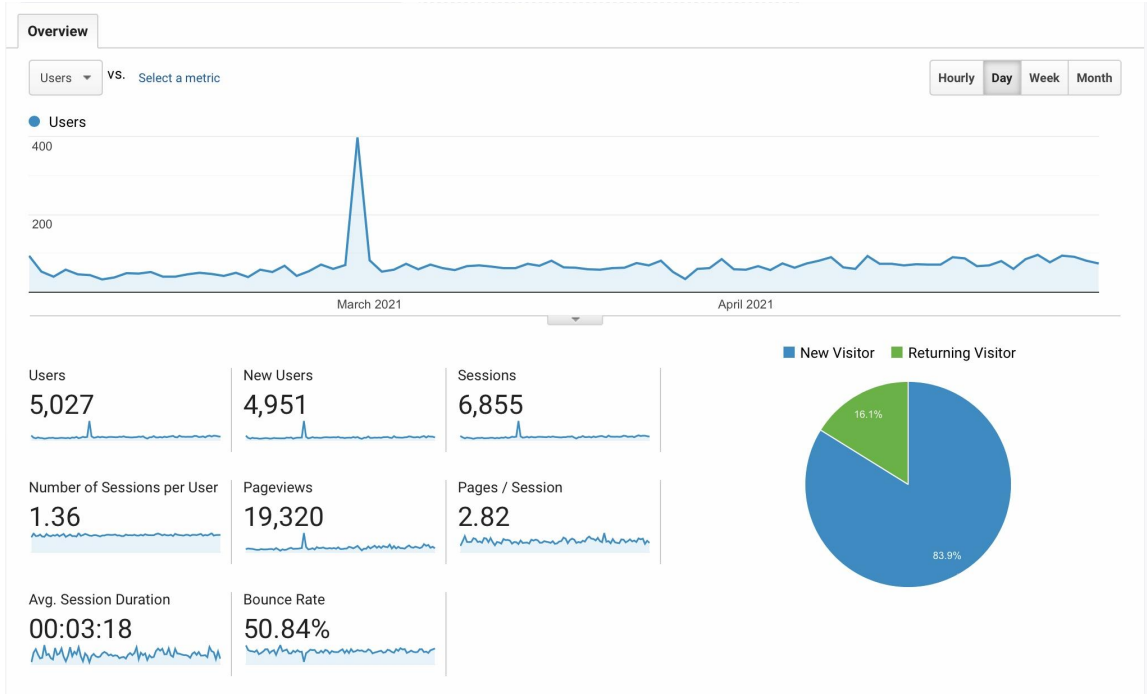 Overview
Users vs. Select a metric
Hourly Day Week Month
Users
400
200
March 2021 April 2021
New Visitor Returning Visitor
Users New Users Sessions
5,027 4,951 6,855
16.1%
Number of Sessions per User Pageviews Pages / Session
1.36 19,320 2.82
83.9%
Avg. Session Duration Bounce Rate
00:03:18 50.84%